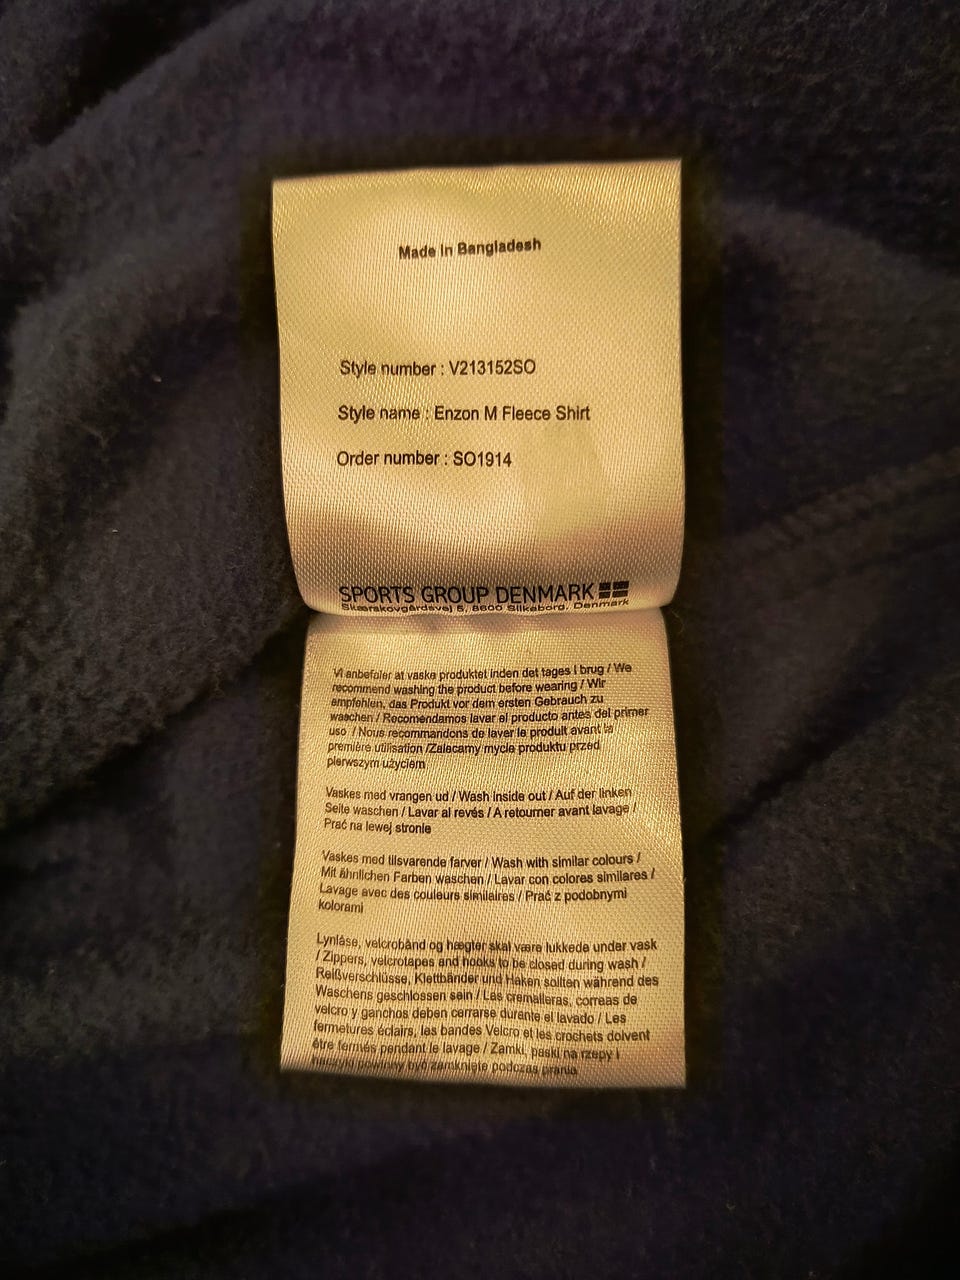 Made in Bangladesh
Style number : V213152SO
Style name : Enzon M Fleece Shirt
Order number : SO1914
SPORTS GROUP DENMARK
Skærskovgårdsvej 5, 8600 Silkeborg, Denmark
Vi anbefaler at vaske produktet inden det tages i brug / We
recommend washing the product before wearing / Wir
empfehlen, das Produkt vor dem ersten Gebrauch zu
waschen / Recomendamos lavar el producto antes del primer
uso / Nous recommandons de laver le produit avant la
première utilisation /Zalecamy mycie produktu przed
pierwszym użyciem
Vaskes med vrangen ud / Wash inside out / Auf der linken
Seite waschen / Lavar al revés / A retourner avant lavage /
Prać na lewej stronie
Vaskes med tilsvarende farver / Wash with similar colours /
Mit ähnlichen Farben waschen / Lavar con colores similares /
Lavage avec des couleurs similaires / Prać z podobnymi
kolorami
Lynlåse, velcrobånd og hægter skal være lukkede under vask
/ Zippers, velcrotapes and hooks to be closed during wash /
Reißverschlüsse, Klettbänder und Haken sollten während des
Waschens geschlossen sein / Las cremalleras, correas de
velcro y ganchos deben cerrarse durante el lavado / Les
fermetures éclairs, les bandes Velcro et les crochets doivent
être fermés pendant le lavage / Zamki, paski na rzepy i
haczyki powinny być zamknięte podczas prania